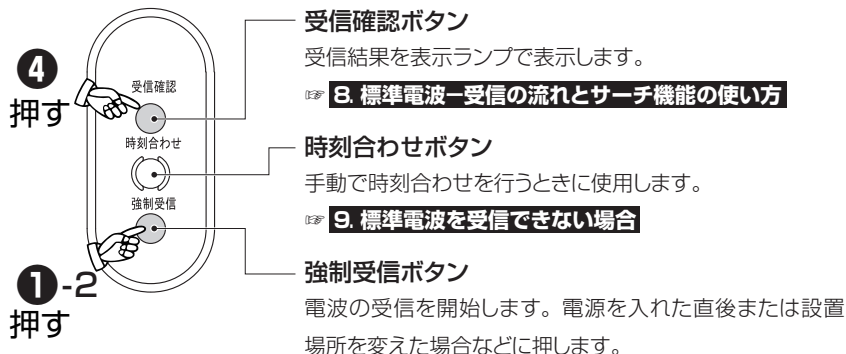 受信確認ボタン
受信結果を表示ランプで表示します。
☞ 8. 標準電波−受信の流れとサーチ機能の使い方
❹
押す
受信確認
時刻合わせ
時刻合わせボタン
手動で時刻合わせを行うときに使用します。
☞ 9. 標準電波を受信できない場合
強制受信
❶-2
押す
強制受信ボタン
電波の受信を開始します。電源を入れた直後または設置
場所を変えた場合などに押します。